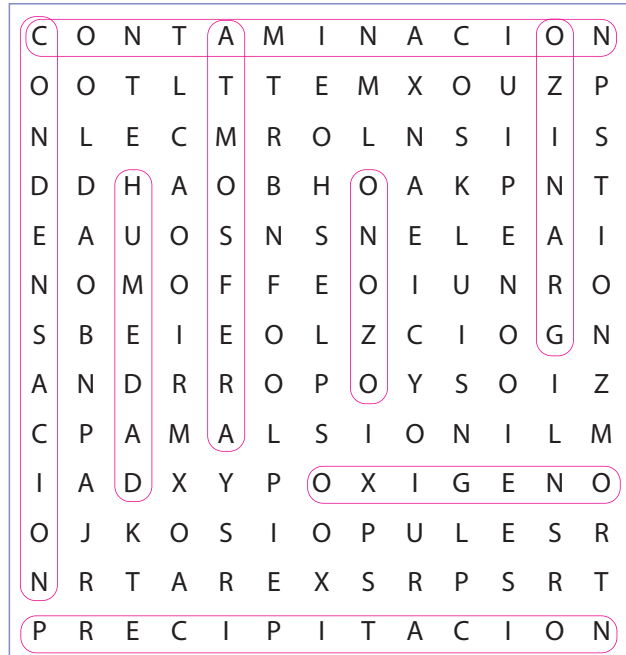 C O N T A M I N A C I O N
O O T L T T E M X O U Z P
N L E C M R O L N S I I S
D D H A O B H O A K P N T
E A U O S N S N E L E A I
N O M O F F E O I U N R O
S B E I E O L Z C I O G N
A N D R R O P O Y S O I Z
C P A M A L S I O N I L M
I A D X Y P O X I G E N O
O J K O S I O P U L E S R
N R T A R E X S R P S R T
P R E C I P I T A C I O N